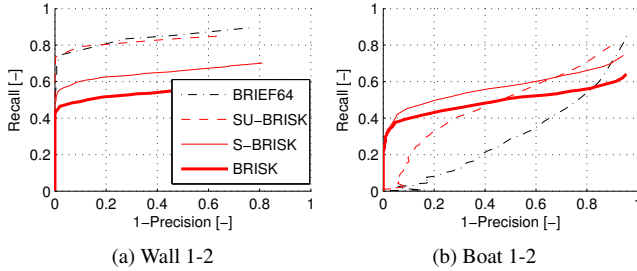 1
0.8
0.6
0.4
0.2
0
Recall [-]
0 0.2 0.4 0.6 0.8 1
1−Precision [-]
BRIEF64
SU−BRISK
S−BRISK
BRISK
(a) Wall 1-2
1
0.8
0.6
0.4
0.2
0
Recall [-]
0 0.2 0.4 0.6 0.8 1
1−Precision [-]
(b) Boat 1-2